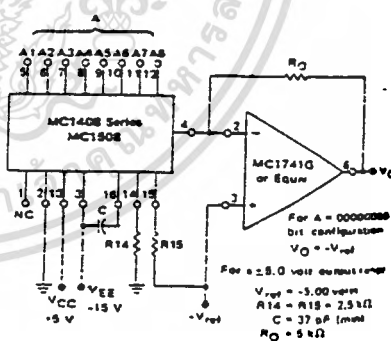 A
A1 A2 A3 A4 A5 A6 A7 A8
5 6 7 8 9 10 11 12
MC1408 Series
MC1508
4
RO
2
MC1741G
or Equiv
6
VO
3
1 2 13 3 16 14 15
NC
C
R14 R15
VCC
+5 V
VEE
-15 V
-Vref
For A = 00000000
bit configuration
VO = -Vref
For a ±5.0 volt output range
Vref = -5.00 volts
R14 = R15 = 2.5 kΩ
C = 37 pF (min)
RO = 5 kΩ